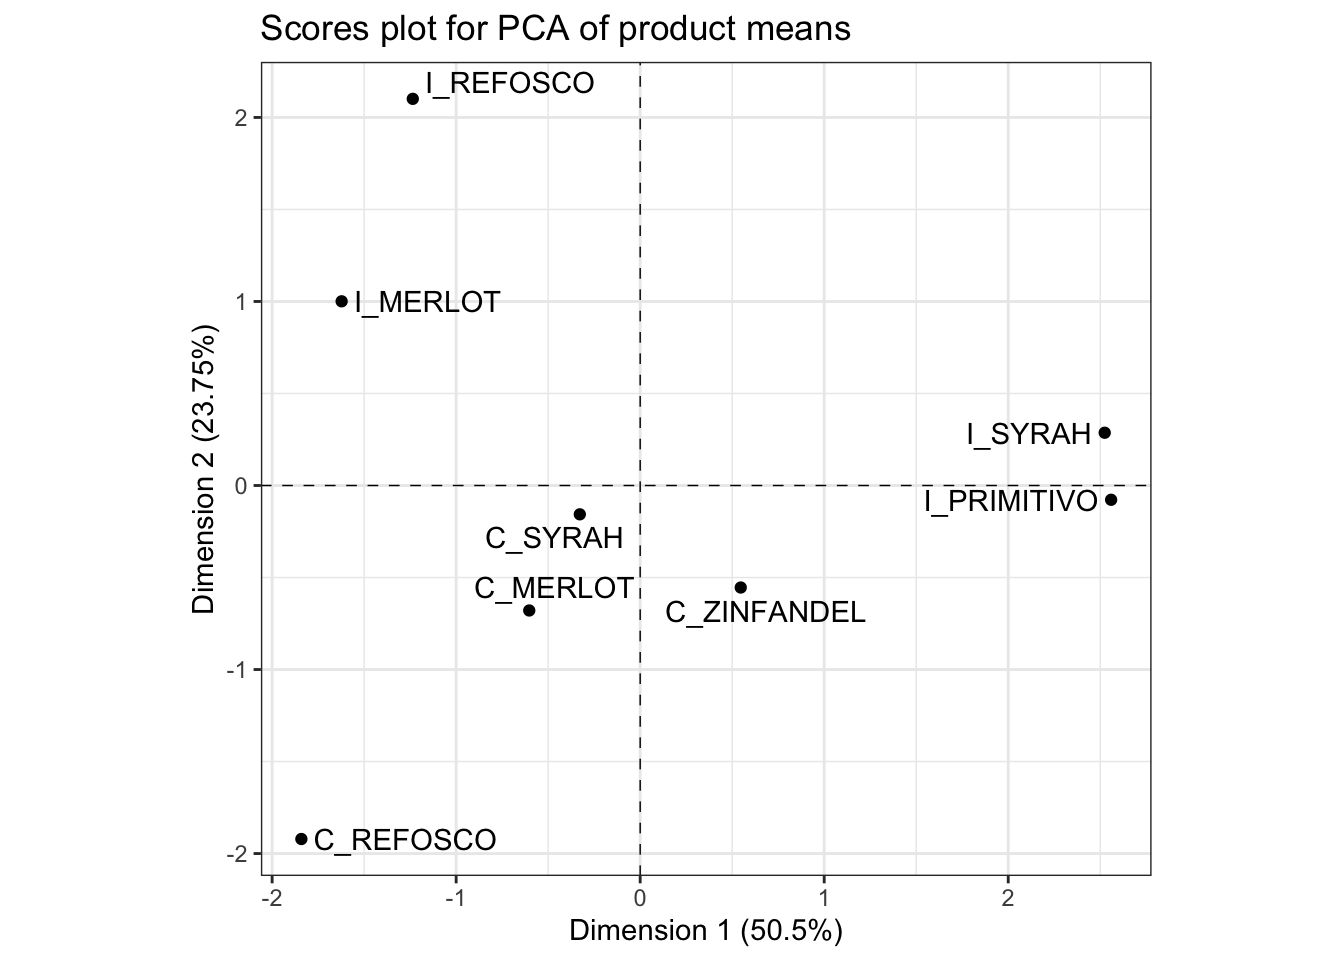 Scores plot for PCA of product means
I_REFOSCO
2
I_MERLOT
1
I_SYRAH
0
I_PRIMITIVO
C_SYRAH
C_MERLOT
C_ZINFANDEL
-1
C_REFOSCO
-2
Dimension 2 (23.75%)
-2 -1 0 1 2
Dimension 1 (50.5%)